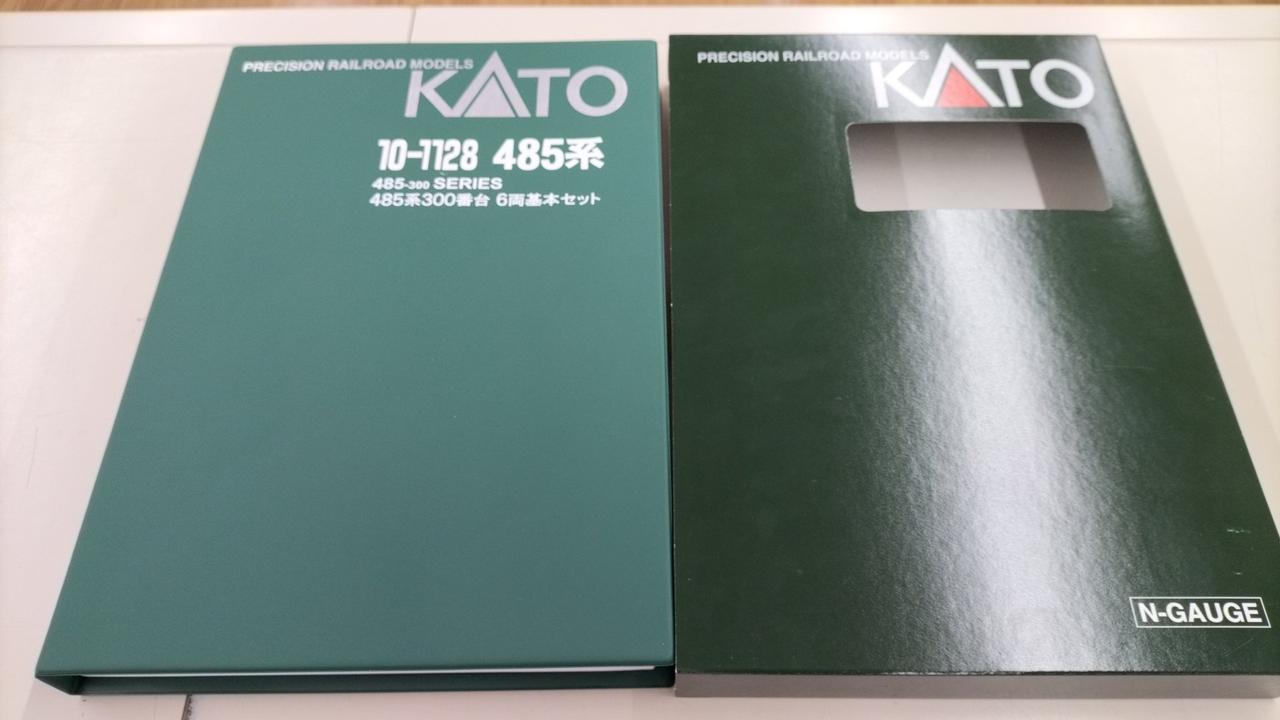 PRECISION RAILROAD MODELS
KATO
10-1128 485系
485-300 SERIES
485系300番台 6両基本セット
PRECISION RAILROAD MODELS
KATO
N-GAUGE